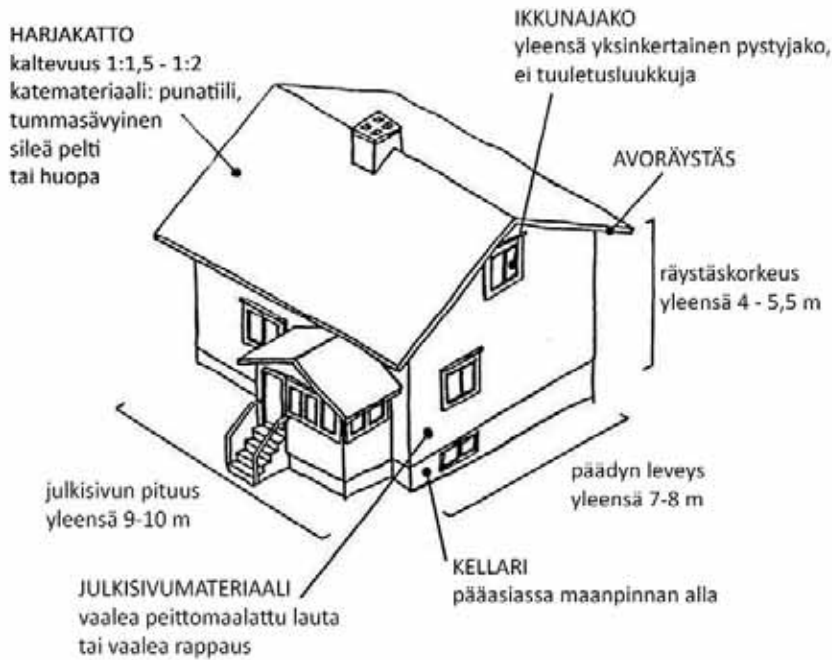 HARJAKATTO
kaltevuus 1:1,5 - 1:2
katemateriaali: punatiili,
tummasävyinen
sileä pelti
tai huopa
IKKUNAJAKO
yleensä yksinkertainen pystyjako,
ei tuuletusluukkuja
AVORÄYSTÄS
räystäskorkeus
yleensä 4 - 5,5 m
päädyn leveys
yleensä 7-8 m
julkisivun pituus
yleensä 9-10 m
KELLARI
pääasiassa maanpinnan alla
JULKISIVUMATERIAALI
vaalea peittomaalattu lauta
tai vaalea rappaus